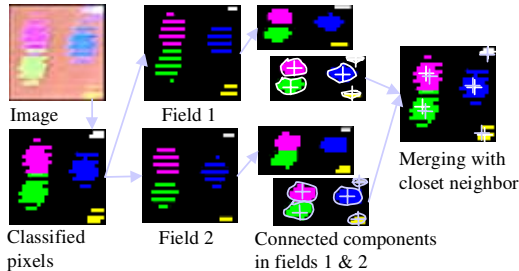 Image
Field 1
Classified
pixels
Field 2
Connected components
in fields 1 & 2
Merging with
closet neighbor